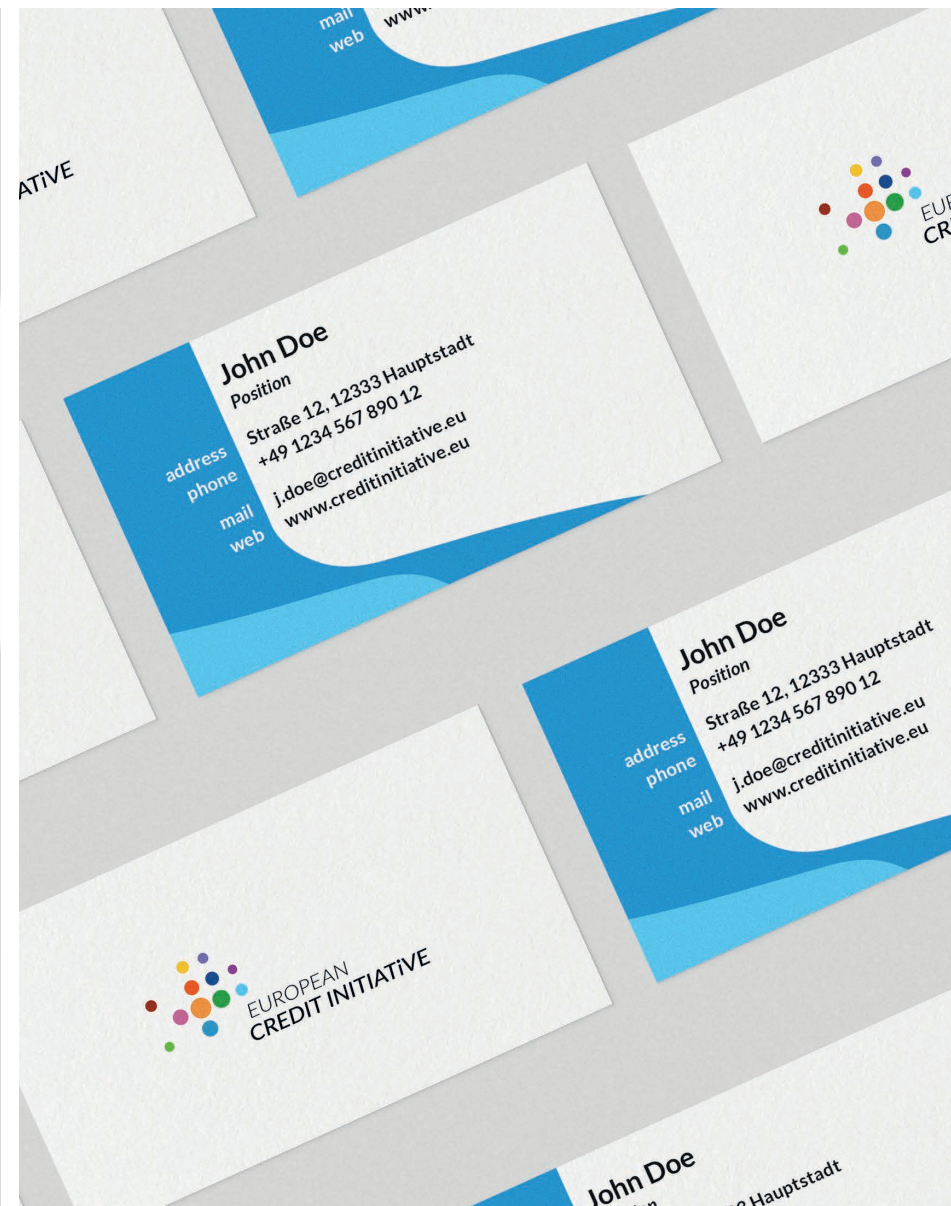 mail
web
www.
ATiVE
John Doe
Position
address Straße 12, 12333 Hauptstadt
phone +49 1234 567 890 12
mail j.doe@creditinitiative.eu
web www.creditinitiative.eu
EUR
CR
John Doe
Position
address Straße 12, 12333 Hauptstadt
phone +49 1234 567 890 12
mail j.doe@creditinitiative.eu
web www.creditinitiative.eu
EUROPEAN
CREDIT INITIATiVE
John Doe
Hauptstadt